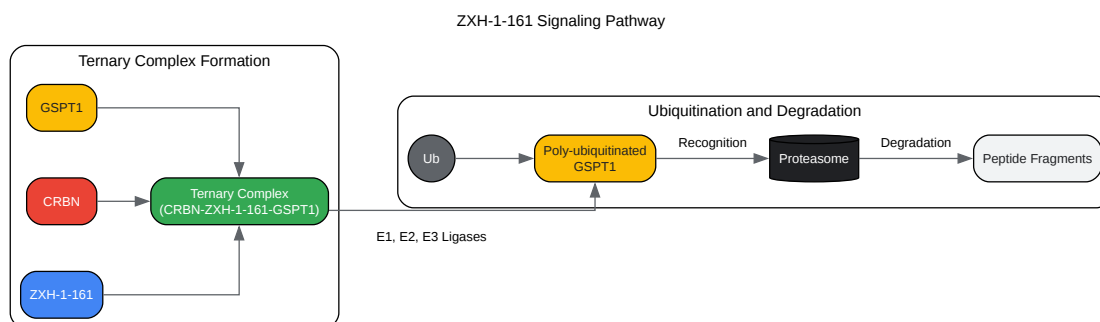 ZXH-1-161 Signaling Pathway
Ternary Complex Formation
GSPT1
CRBN
ZXH-1-161
Ternary Complex
(CRBN-ZXH-1-161-GSPT1)
E1, E2, E3 Ligases
Ubiquitination and Degradation
Ub
Poly-ubiquitinated
GSPT1
Recognition
Proteasome
Degradation
Peptide Fragments